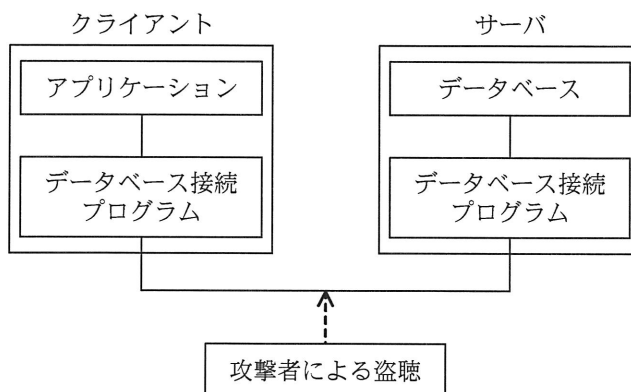 クライアント
アプリケーション
データベース接続
プログラム
サーバ
データベース
データベース接続
プログラム
攻撃者による盗聴